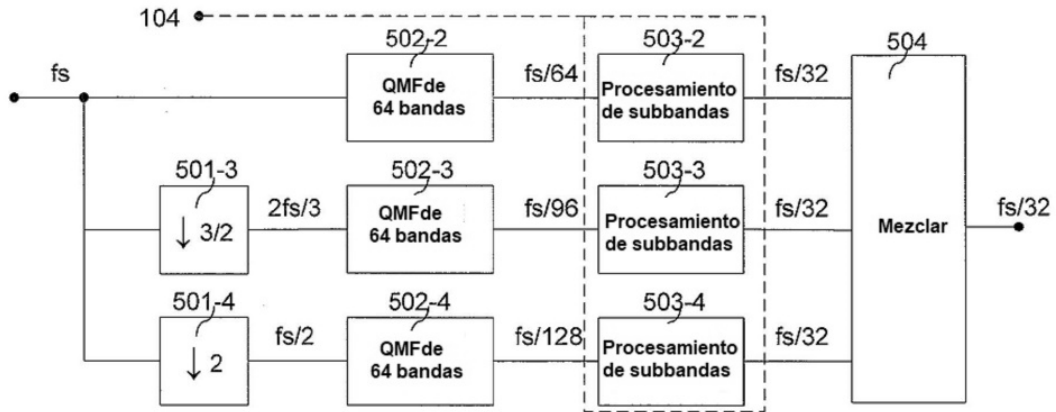 104
502-2
503-2
504
fs
QMFde
64 bandas
fs/64
Procesamiento
de subbandas
fs/32
501-3
502-3
503-3
↓ 3/2
2fs/3
QMFde
64 bandas
fs/96
Procesamiento
de subbandas
fs/32
Mezclar
fs/32
501-4
502-4
503-4
↓ 2
fs/2
QMFde
64 bandas
fs/128
Procesamiento
de subbandas
fs/32